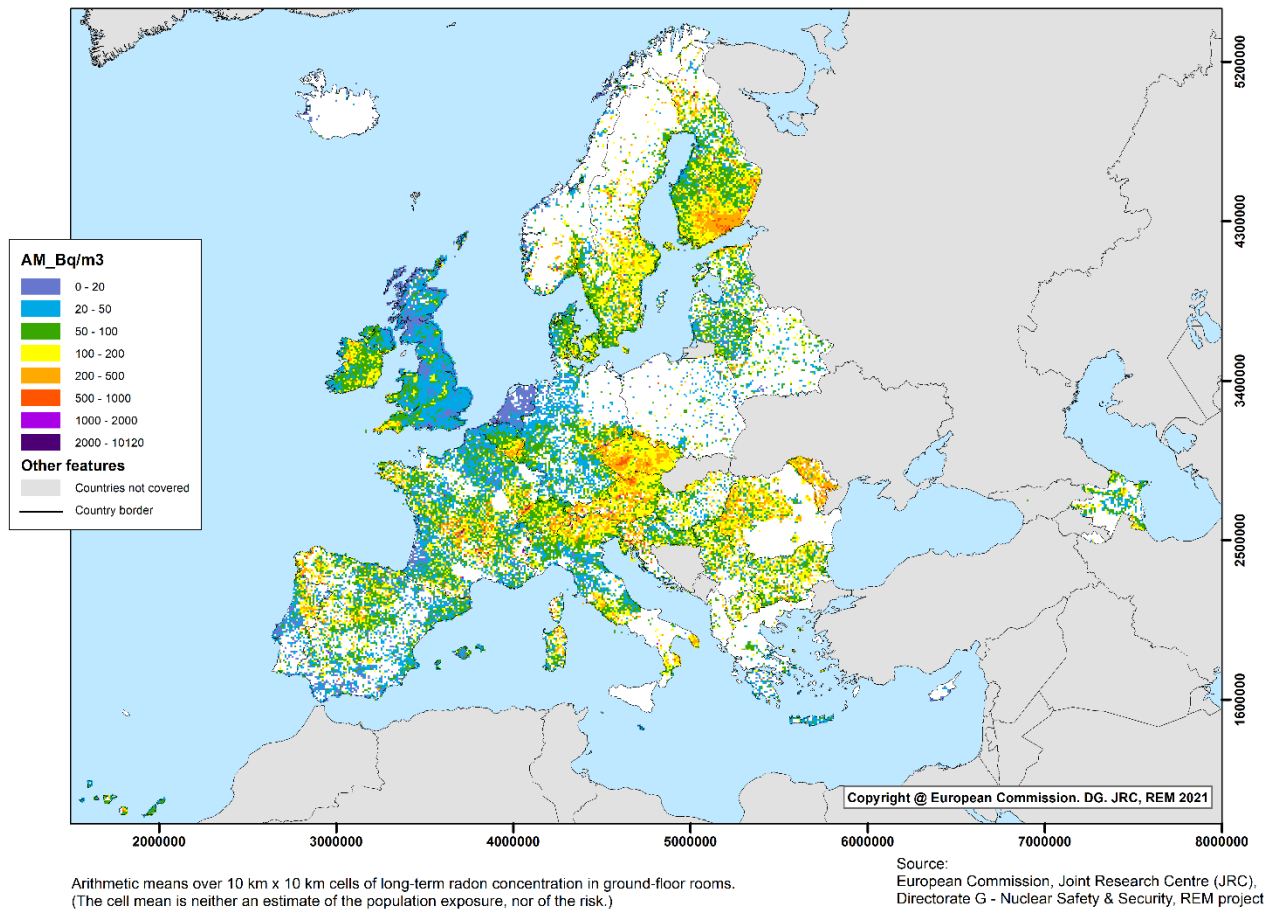 AM_Bq/m3
0 - 20
20 - 50
50 - 100
100 - 200
200 - 500
500 - 1000
1000 - 2000
2000 - 10120
Other features
Countries not covered
Country border
5200000
4300000
3400000
2500000
1600000
Copyright @ European Commission. DG. JRC, REM 2021
2000000
3000000
4000000
5000000
6000000
7000000
8000000
Arithmetic means over 10 km x 10 km cells of long-term radon concentration in ground-floor rooms.
(The cell mean is neither an estimate of the population exposure, nor of the risk.)
Source:
European Commission, Joint Research Centre (JRC),
Directorate G - Nuclear Safety & Security, REM project